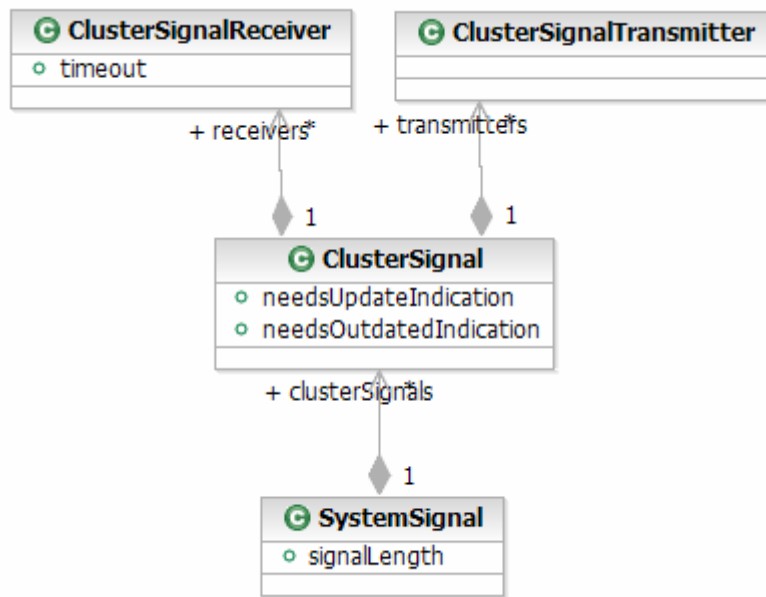 C ClusterSignalReceiver
timeout
C ClusterSignalTransmitter
+ receivers*
+ transmitters*
1
1
C ClusterSignal
needsUpdateIndication
needsOutdatedIndication
+ clusterSignals*
1
C SystemSignal
signalLength